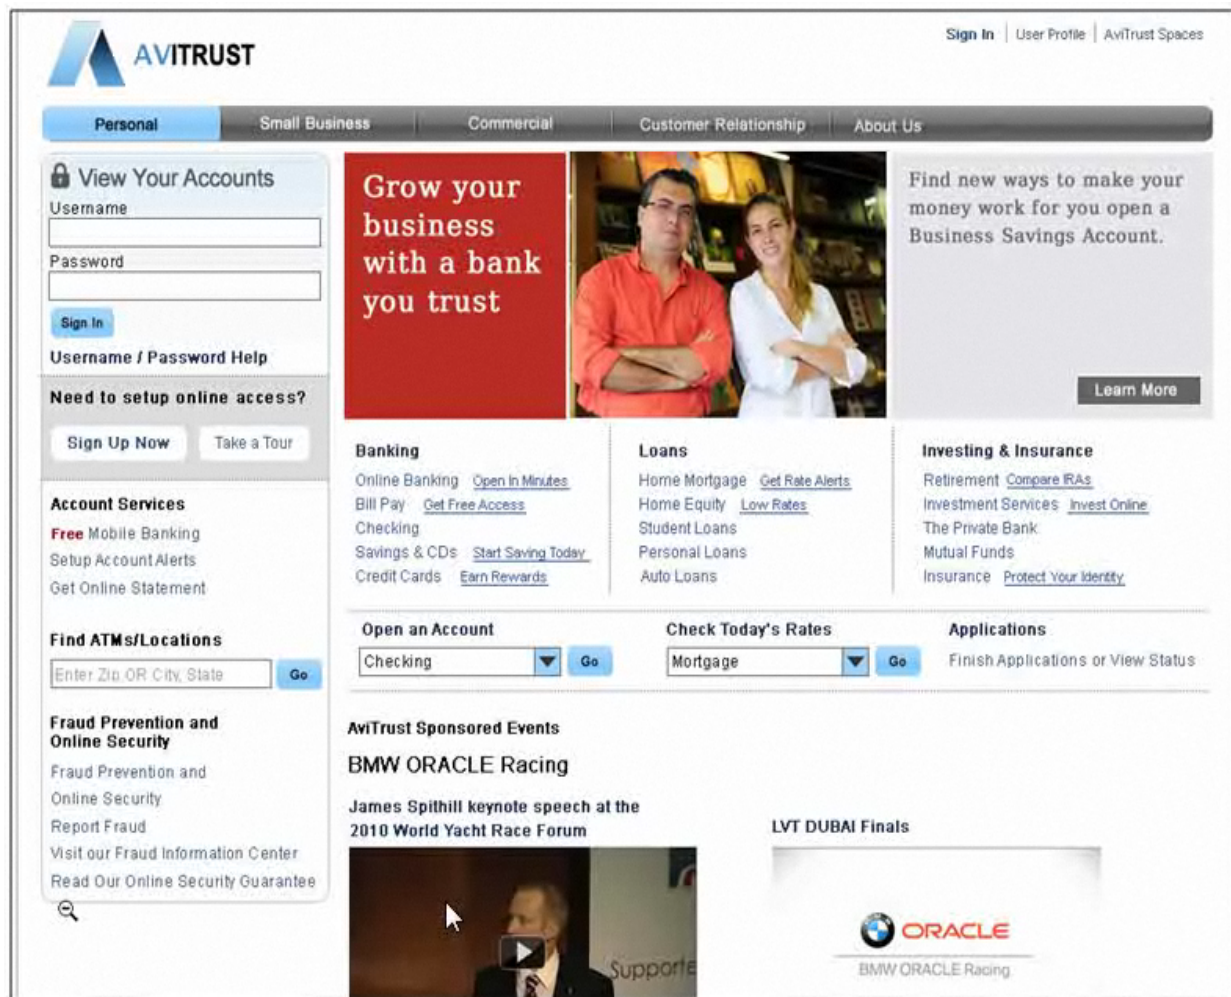 AVITRUST
Sign In
User Profile
AviTrust Spaces
Personal
Small Business
Commercial
Customer Relationship
About Us
View Your Accounts
Username
Password
Sign In
Username / Password Help
Need to setup online access?
Sign Up Now
Take a Tour
Account Services
Free Mobile Banking
Setup Account Alerts
Get Online Statement
Find ATMs/Locations
Enter Zip OR City, State
Go
Fraud Prevention and
Online Security
Fraud Prevention and
Online Security
Report Fraud
Visit our Fraud Information Center
Read Our Online Security Guarantee
Grow your
business
with a bank
you trust
Find new ways to make your
money work for you open a
Business Savings Account.
Learn More
Banking
Online Banking Open In Minutes
Bill Pay Get Free Access
Checking
Savings & CDs Start Saving Today
Credit Cards Earn Rewards
Loans
Home Mortgage Get Rate Alerts
Home Equity Low Rates
Student Loans
Personal Loans
Auto Loans
Investing & Insurance
Retirement Compare IRAs
Investment Services Invest Online
The Private Bank
Mutual Funds
Insurance Protect Your Identity
Open an Account
Checking
Go
Check Today's Rates
Mortgage
Go
Applications
Finish Applications or View Status
AviTrust Sponsored Events
BMW ORACLE Racing
James Spithill keynote speech at the
2010 World Yacht Race Forum
Supporte
LVT DUBAI Finals
ORACLE
BMW ORACLE Racing